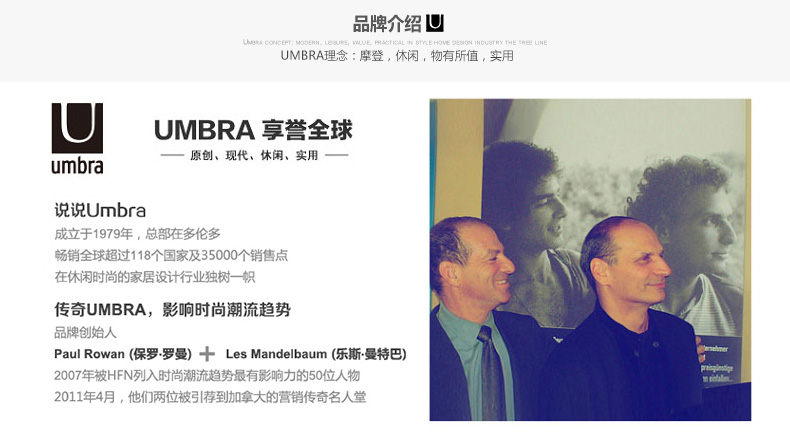 品牌介绍 U
UMBRA CONCEPT: MODERN, LEISURE, VALUE, PRACTICAL IN STYLE HOME DESIGN INDUSTRY THE TREE LINE
UMBRA理念：摩登，休闲，物有所值，实用
U
umbra
UMBRA 享誉全球
原创、现代、休闲、实用
说说Umbra
成立于1979年，总部在多伦多
畅销全球超过118个国家及35000个销售点
在休闲时尚的家居设计行业独树一帜
传奇UMBRA，影响时尚潮流趋势
品牌创始人
Paul Rowan (保罗·罗曼) + Les Mandelbaum (乐斯·曼特巴)
2007年被HFN列入时尚潮流趋势最有影响力的50位人物
2011年4月，他们两位被引荐到加拿大的营销传奇名人堂
ternehmer
preisgünstige
en einfallen...